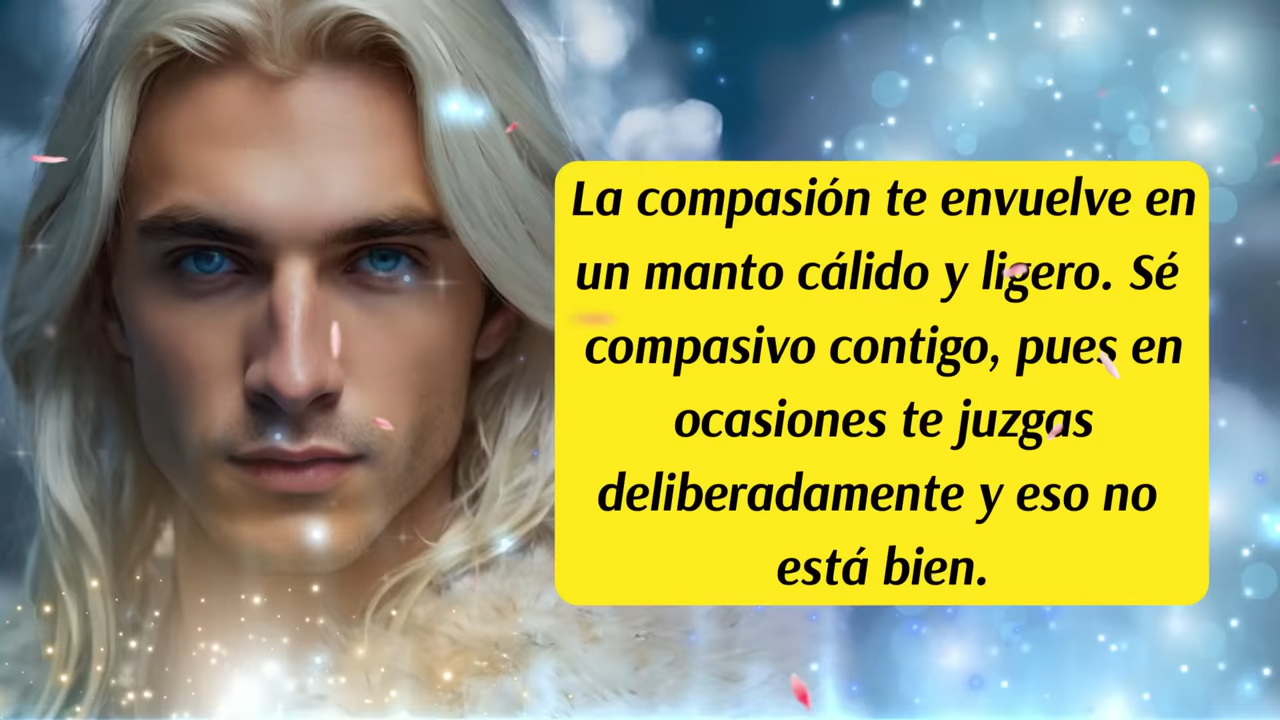 La compasión te envuelve en
un manto cálido y ligero. Sé
compasivo contigo, pues en
ocasiones te juzgas
deliberadamente y eso no
está bien.